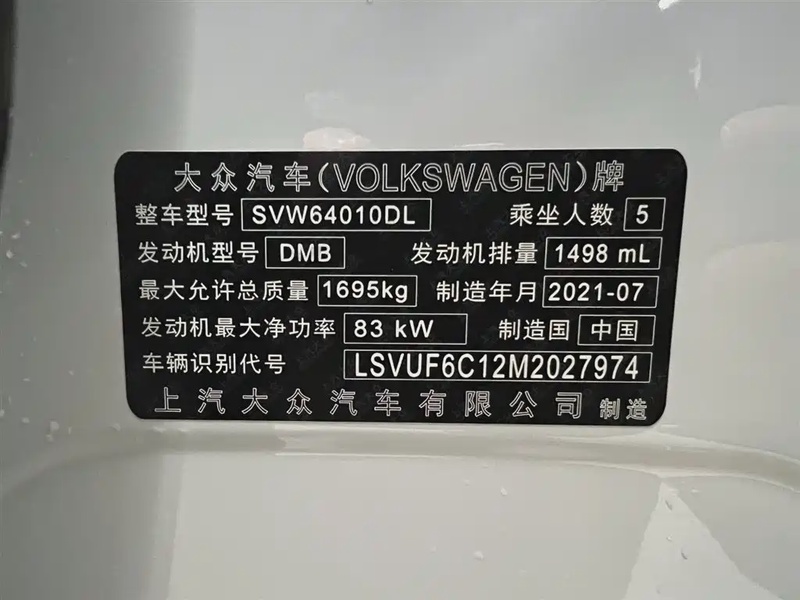 大众汽车(VOLKSWAGEN)牌
整车型号 SVW64010DL 乘坐人数 5
发动机型号 DMB 发动机排量 1498 mL
最大允许总质量 1695kg 制造年月 2021-07
发动机最大净功率 83 kW 制造国 中国
车辆识别代号 LSVUF6C12M2027974
上汽大众汽车有限公司 制造